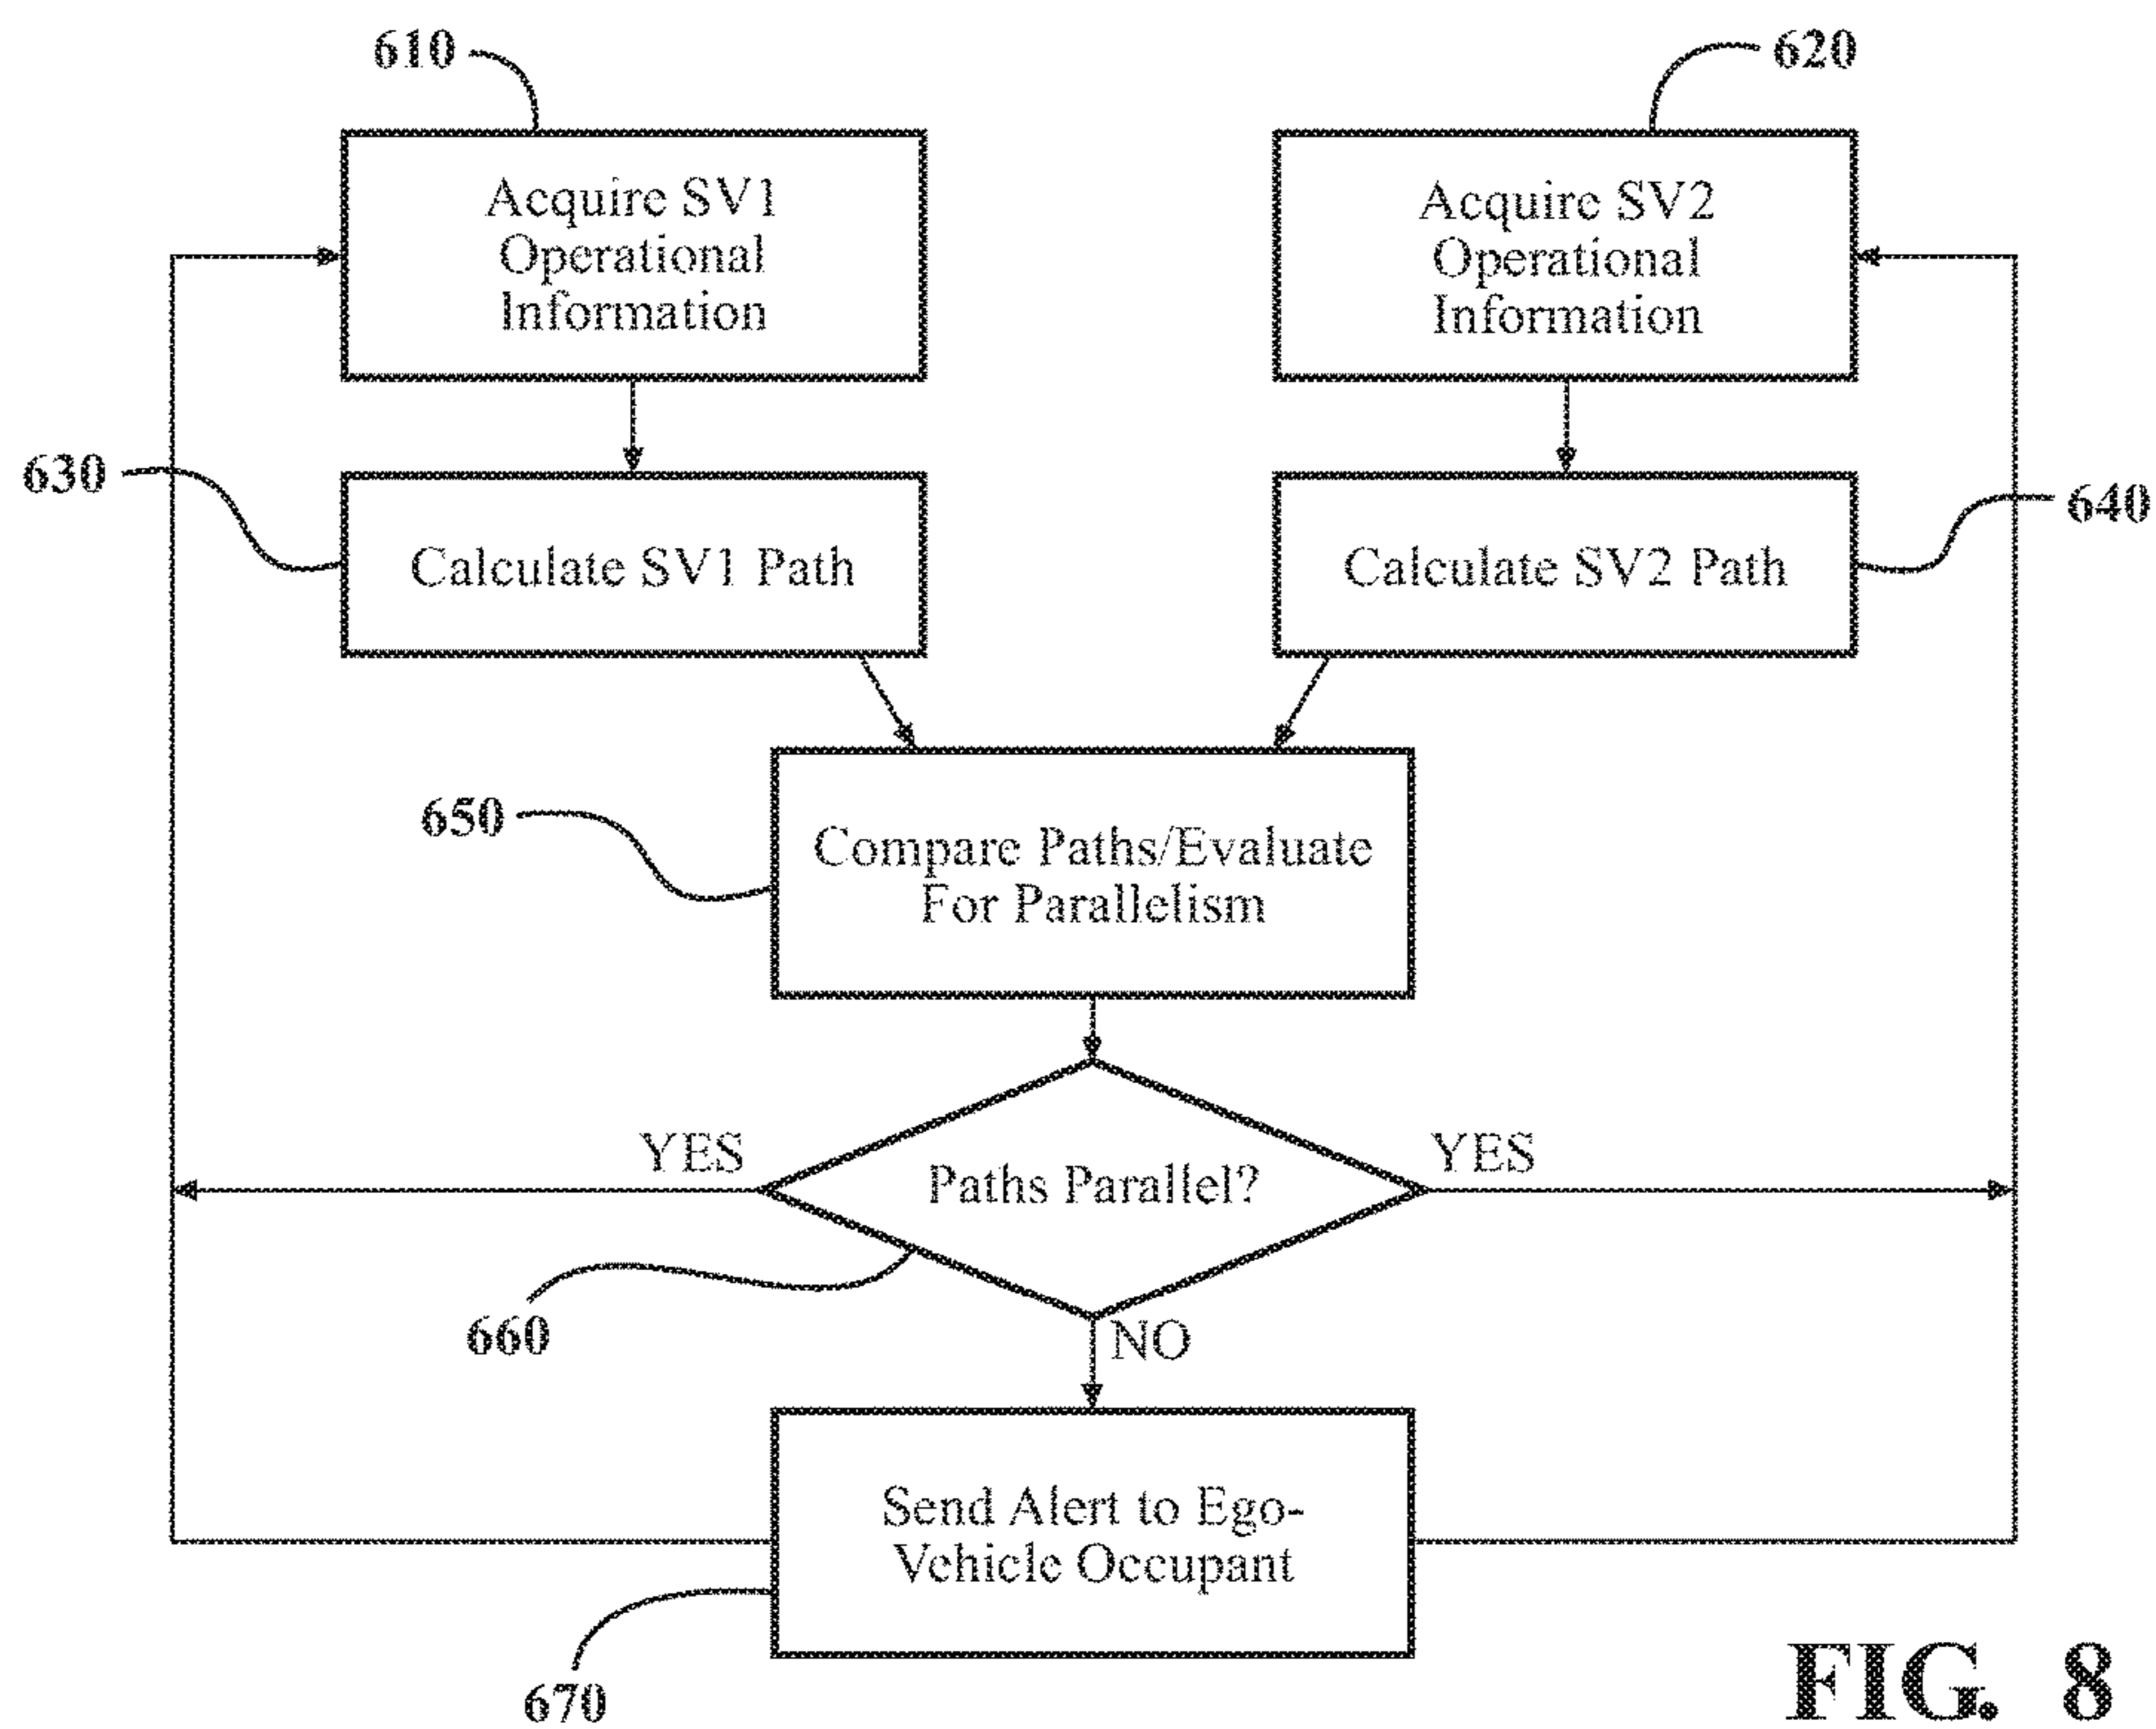 610
620
Acquire SV1
Operational
Information
Acquire SV2
Operational
Information
630
Calculate SV1 Path
Calculate SV2 Path
640
650
Compare Paths/Evaluate
For Parallelism
YES
Paths Parallel?
YES
660
NO
Send Alert to Ego-
Vehicle Occupant
670
FIG. 8